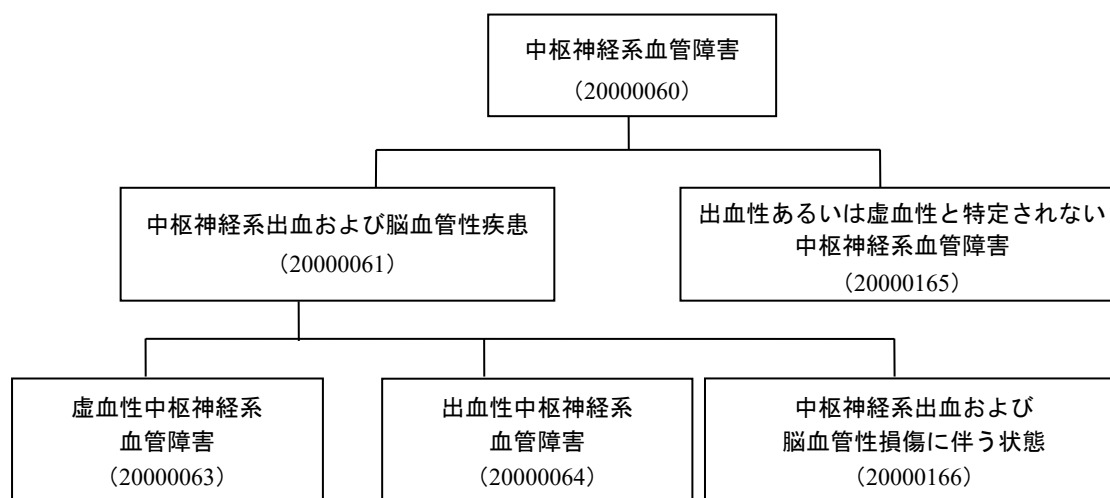 中枢神経系血管障害
（20000060）
中枢神経系出血および脳血管性疾患
（20000061）
出血性あるいは虚血性と特定されない
中枢神経系血管障害
（20000165）
虚血性中枢神経系
血管障害
（20000063）
出血性中枢神経系
血管障害
（20000064）
中枢神経系出血および
脳血管性損傷に伴う状態
（20000166）